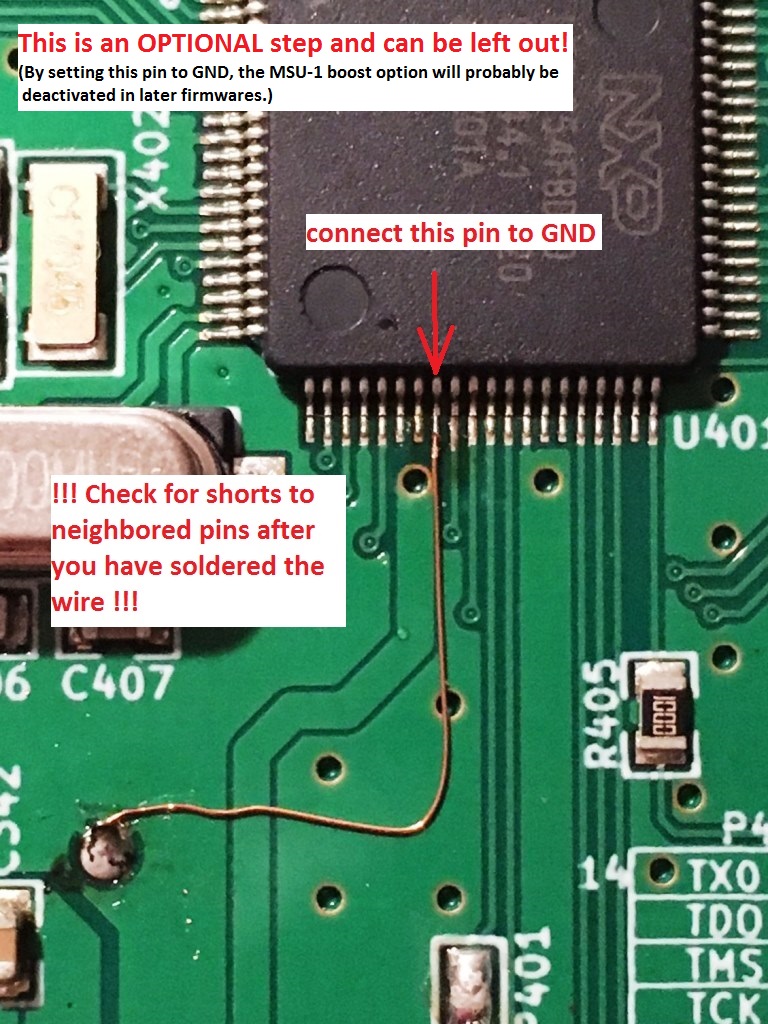 This is an OPTIONAL step and can be left out!
(By setting this pin to GND, the MSU-1 boost option will probably be
deactivated in later firmwares.)
X402
NXP
connect this pin to GND
U401
!!! Check for shorts to
neighbored pins after
you have soldered the
wire !!!
C407
R405
14
TXO
TDO
TMS
TCK